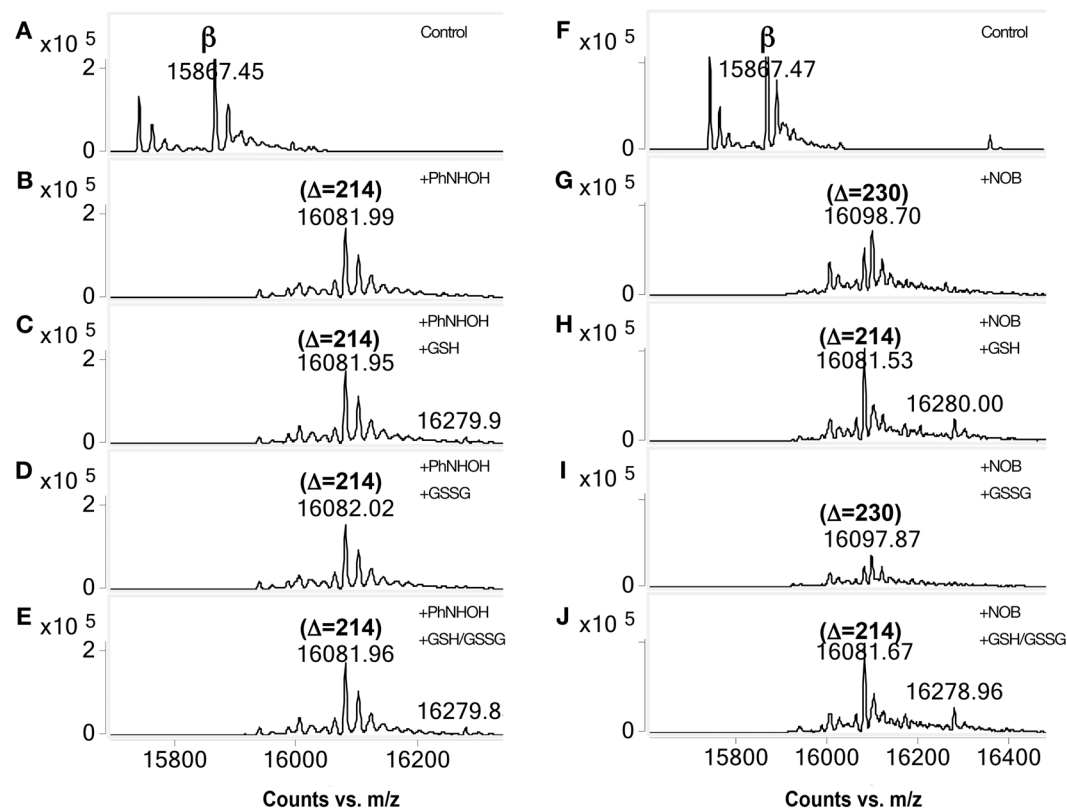 A
x10 5
β
Control
15867.45
2
0
B
x10 5
(Δ=214)
+PhNHOH
16081.99
2
0
C
x10 5
(Δ=214)
+PhNHOH
+GSH
16081.95
2
16279.9
0
D
x10 5
(Δ=214)
+PhNHOH
+GSSG
16082.02
2
0
E
x10 5
(Δ=214)
+PhNHOH
+GSH/GSSG
16081.96
2
16279.8
0
15800 16000 16200
Counts vs. m/z
F
x10 5
β
Control
15867.47
0
G
x10 5
(Δ=230)
+NOB
16098.70
0
H
x10 5
(Δ=214)
+NOB
+GSH
16081.53
16280.00
0
I
x10 5
(Δ=230)
+NOB
+GSSG
16097.87
0
J
x10 5
(Δ=214)
+NOB
+GSH/GSSG
16081.67
16278.96
0
15800 16000 16200 16400
Counts vs. m/z